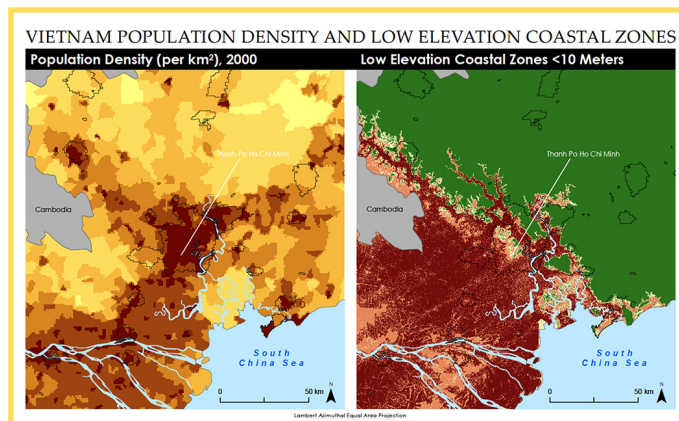 VIETNAM POPULATION DENSITY AND LOW ELEVATION COASTAL ZONES
Population Density (per km²), 2000
Low Elevation Coastal Zones <10 Meters
Thanh Po Ho Chi Minh
Cambodia
South
China Sea
0
50 km
N
Thanh Po Ho Chi Minh
Cambodia
South
China Sea
0
50 km
N
Lambert Azimuthal Equal Area Projection